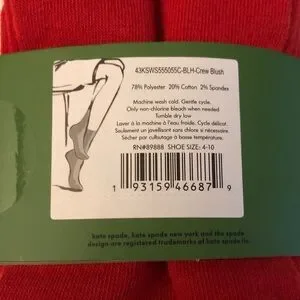 43KSWS555055C-BLH-Crew Blush
78% Polyester 20% Cotton 2% Spandex
Machine wash cold. Gentle cycle.
Only non-chlorine bleach when needed
Tumble dry low
Laver à la machine à l'eau froide. Cycle délicat.
Seulement un javellisant sans chlore si nécessaire.
Sécher par culbutage à basse température.
RN#89888 SHOE SIZE: 4-10
1 93159 46687 9
kate spade, kate spade new york and the spade
design are registered trademarks of kate spade llc.